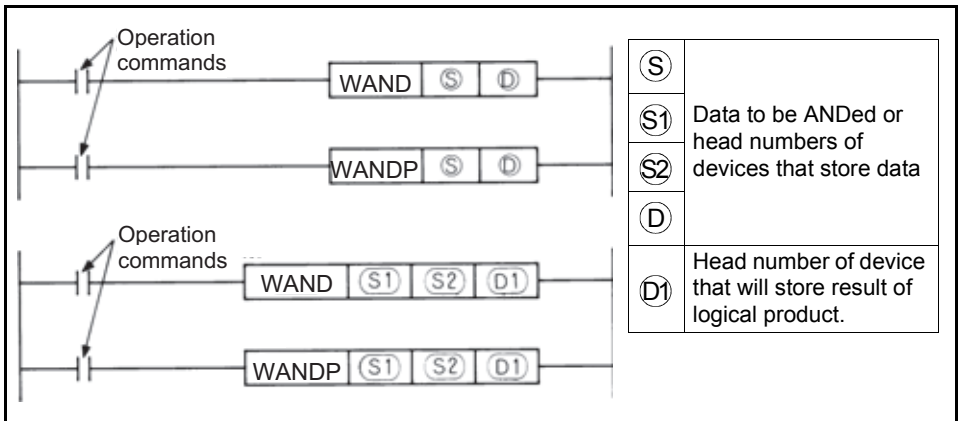 Operation
commands
WAND Ⓢ Ⓓ
WANDP Ⓢ Ⓓ
Operation
commands
WAND (S1) (S2) (D1)
WANDP (S1) (S2) (D1)
Ⓢ
(S1)
(S2)
Ⓓ
Data to be ANDed or
head numbers of
devices that store data
(D1)
Head number of device
that will store result of
logical product.